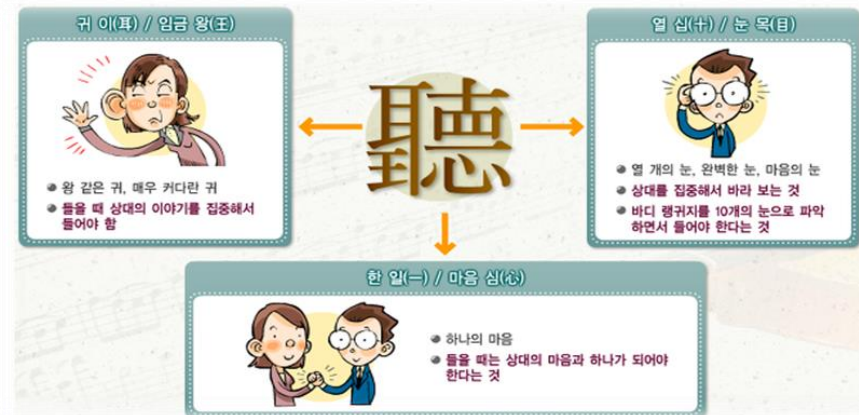 귀 이(耳) / 임금 왕(王)
왕 같은 귀, 매우 커다란 귀
들을 때 상대의 이야기를 집중해서
들어야 함
聽
열 십(十) / 눈 목(目)
열 개의 눈, 완벽한 눈, 마음의 눈
상대를 집중해서 바라 보는 것
바디 랭귀지를 10개의 눈으로 파악
하면서 들어야 한다는 것
한 일(一) / 마음 심(心)
하나의 마음
들을 때는 상대의 마음과 하나가 되어야
한다는 것